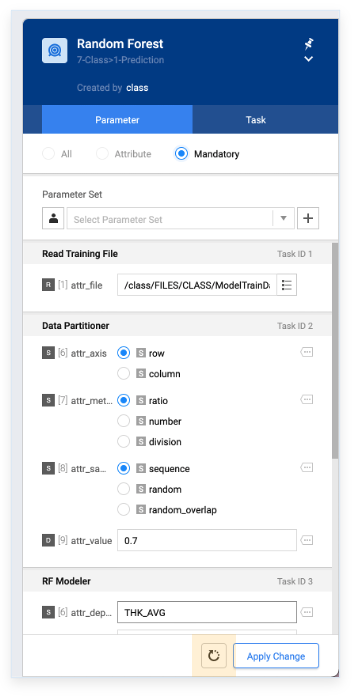 Random Forest
7-Class>1-Prediction
Created by class
Parameter Task
All Attribute Mandatory
Parameter Set
Select Parameter Set
Read Training File Task ID 1
R [1] attr_file /class/FILES/CLASS/ModelTrainDa
Data Partitioner Task ID 2
S [6] attr_axis S row
S column
S [7] attr_met... S ratio
S number
S division
S [8] attr_sa... S sequence
S random
S random_overlap
D [9] attr_value 0.7
RF Modeler Task ID 3
S [6] attr_dep... THK_AVG
Apply Change